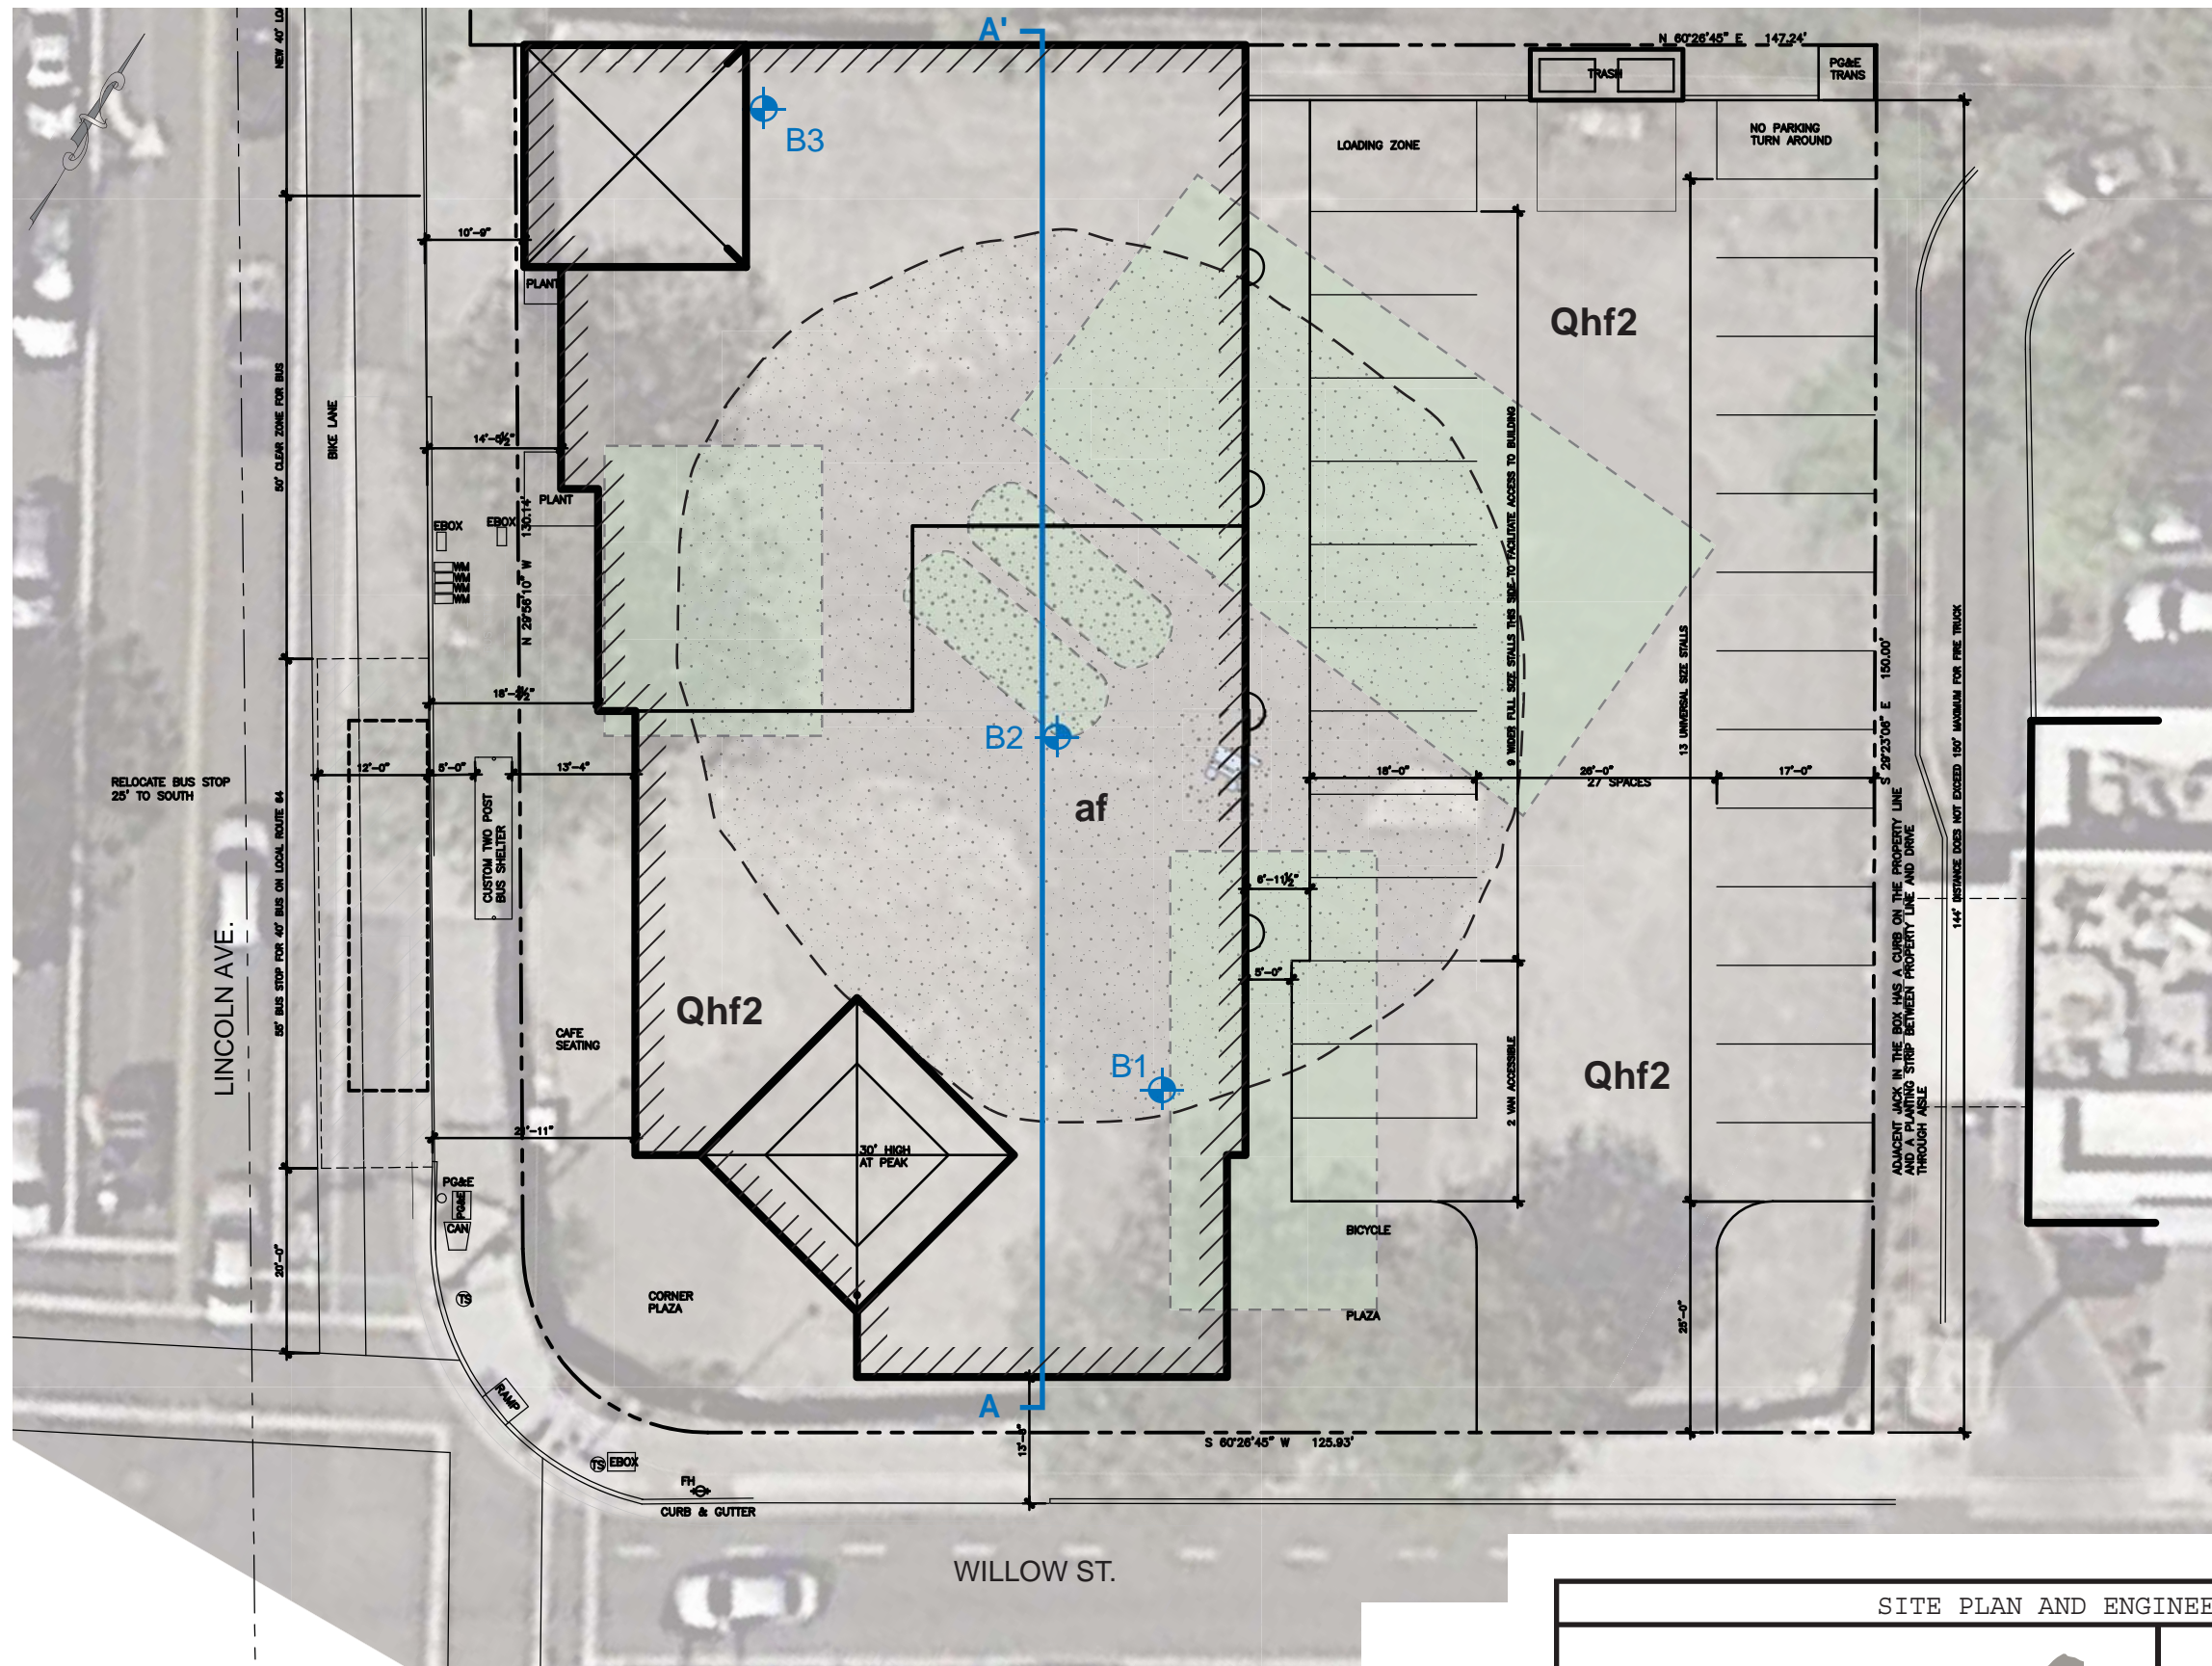 NEW 40' LO
A'
N 60°26'45" E 147.24'
TRASH
PG&E
TRANS
B3
LOADING ZONE
NO PARKING
TURN AROUND
10'-9"
PLANT
Qhf2
50' CLEAR ZONE FOR BUS
BIKE LANE
14'-5½"
PLANT
EBOX
EBOX
N 29°56'10" W 130.14'
WM
WM
WM
WM
9 WIDER FULL SIZE STALLS THIS SIDE TO FACILITATE ACCESS TO BUILDING
13 UNIVERSAL SIZE STALLS
S 29°23'06" E 150.00'
144' DISTANCE DOES NOT EXCEED 150' MAXIMUM FOR FIRE TRUCK
B2
RELOCATE BUS STOP
25' TO SOUTH
12'-0"
5'-0"
13'-4"
18'-0"
26'-0"
27 SPACES
17'-0"
af
CUSTOM TWO POST
BUS SHELTER
55' BUS STOP FOR 40' BUS ON LOCAL ROUTE 64
LINCOLN AVE.
6'-11½"
5'-0"
ADJACENT JACK IN THE BOX HAS A CURB ON THE PROPERTY LINE
AND A PLANTING STRIP BETWEEN PROPERTY LINE AND DRIVE
THROUGH AISLE
Qhf2
CAFE
SEATING
B1
Qhf2
2 VAN ACCESSIBLE
30' HIGH
AT PEAK
PG&E
PG&E
CAN
BICYCLE
20'-0"
TS
CORNER
PLAZA
PLAZA
25'-0"
RAMP
A
13'-6"
S 60°26'45" W 125.93'
TS
EBOX
FH
CURB & GUTTER
WILLOW ST.
SITE PLAN AND ENGINEE